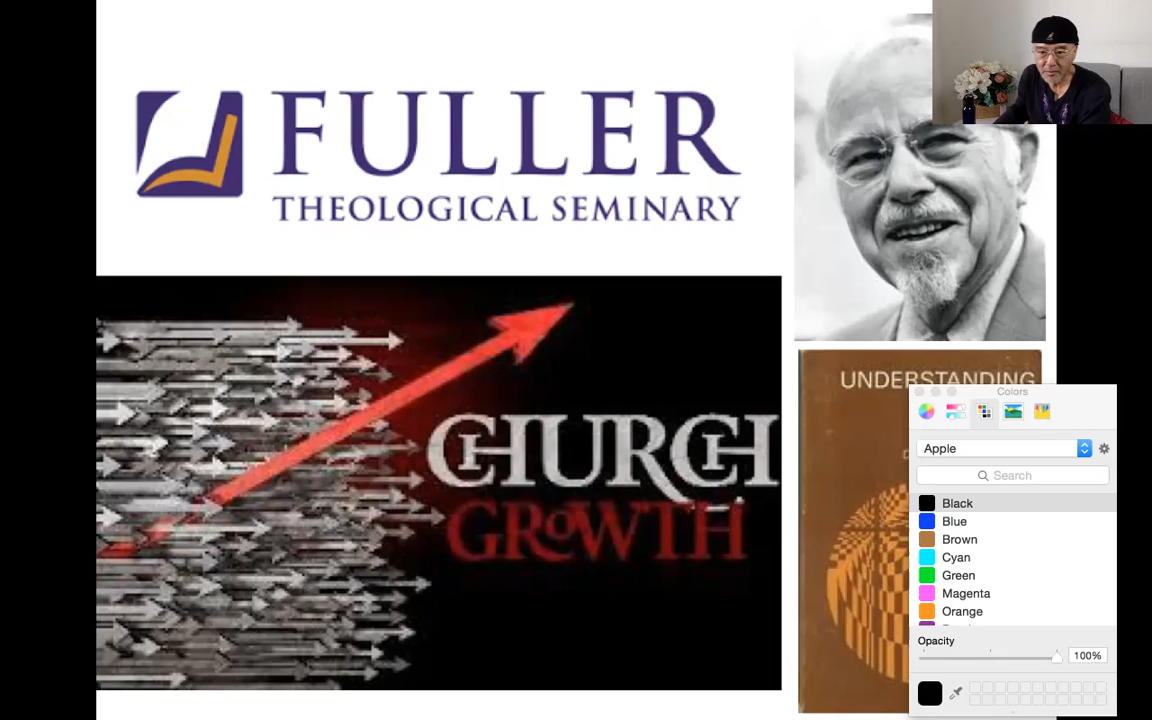 FULLER
THEOLOGICAL SEMINARY
CHURCH
GROWTH
UNDERSTANDING
Colors
Apple
Search
Black
Blue
Brown
Cyan
Green
Magenta
Orange
Opacity
100%